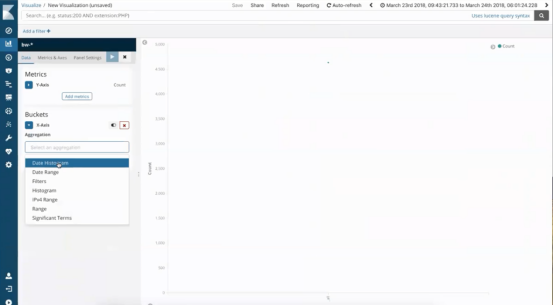 Visualize / New Visualization (unsaved)
Save Share Refresh Reporting Auto-refresh March 23rd 2018, 09:43:21.733 to March 24th 2018, 06:01:24.228
Search... (e.g. status:200 AND extension:PHP)
Uses lucene query syntax
Add a filter +
Data Metrics & Axes Panel Settings
Count
Metrics
Y-Axis Count
Add metrics
Buckets
X-Axis
Aggregation
Select an aggregation
Date Histogram
Date Range
Filters
Histogram
IPv4 Range
Range
Significant Terms
Count
5,000
4,500
4,000
3,500
3,000
2,500
2,000
1,500
1,000
500
0